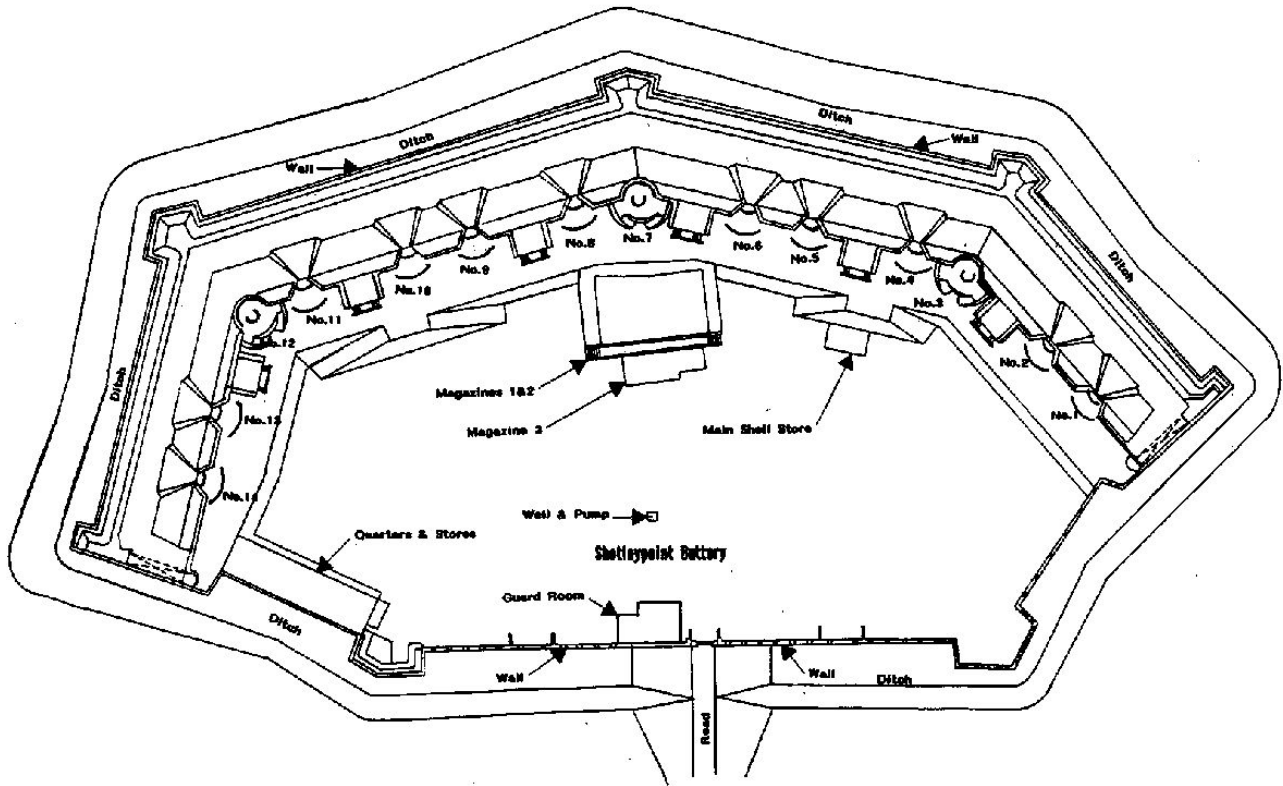 Ditch
Wall
Ditch
Wall
Ditch
No.8
No.7
No.6
No.5
No.9
No.10
No.4
No.3
No.11
No.12
No.2
No.1
Ditch
Magazines 1&2
Magazine 3
Main Shell Store
No.13
No.14
Well & Pump
Quarters & Stores
Shotleypoint Battery
Guard Room
Ditch
Wall
Wall
Ditch
Road